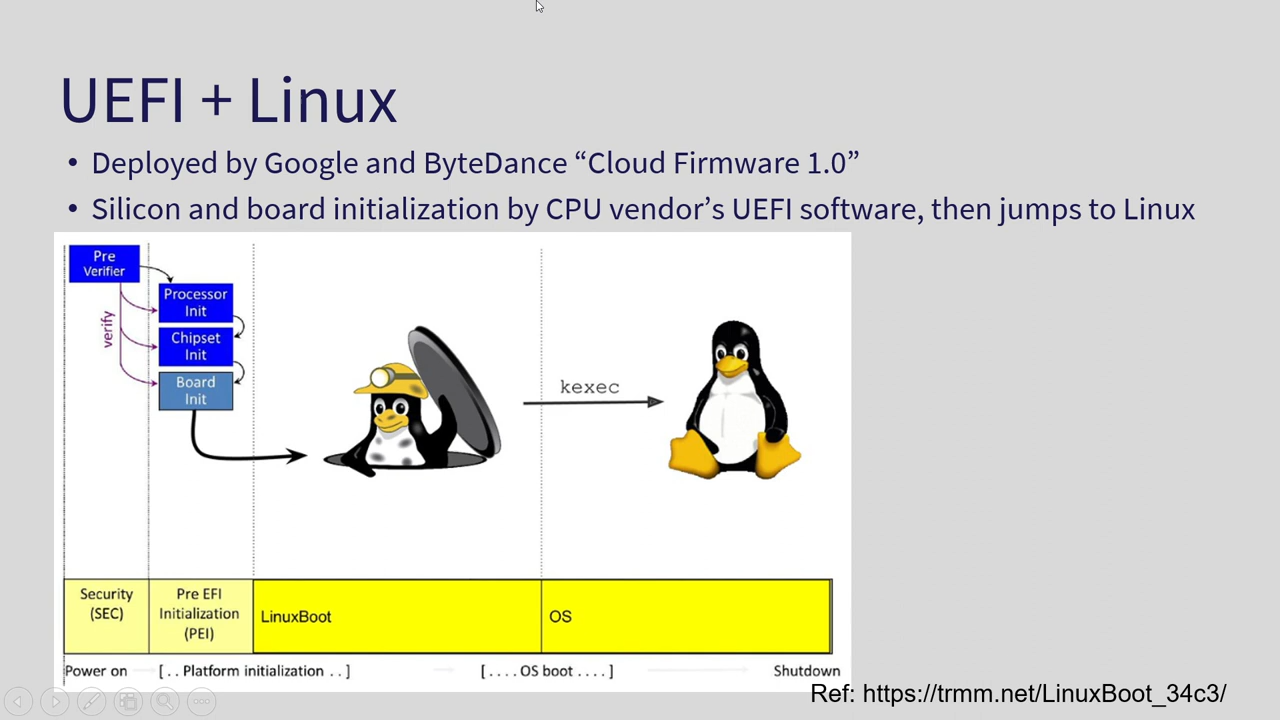 UEFI + Linux
• Deployed by Google and ByteDance “Cloud Firmware 1.0”
• Silicon and board initialization by CPU vendor’s UEFI software, then jumps to Linux
Pre
Verifier
Processor
Init
verify
Chipset
Init
Board
Init
kexec
Security
(SEC)
Pre EFI
Initialization
(PEI)
LinuxBoot
OS
Power on
[ . . Platform initialization . . ]
[ . . . . OS boot . . . . ]
Shutdown
Ref: https://trmm.net/LinuxBoot_34c3/